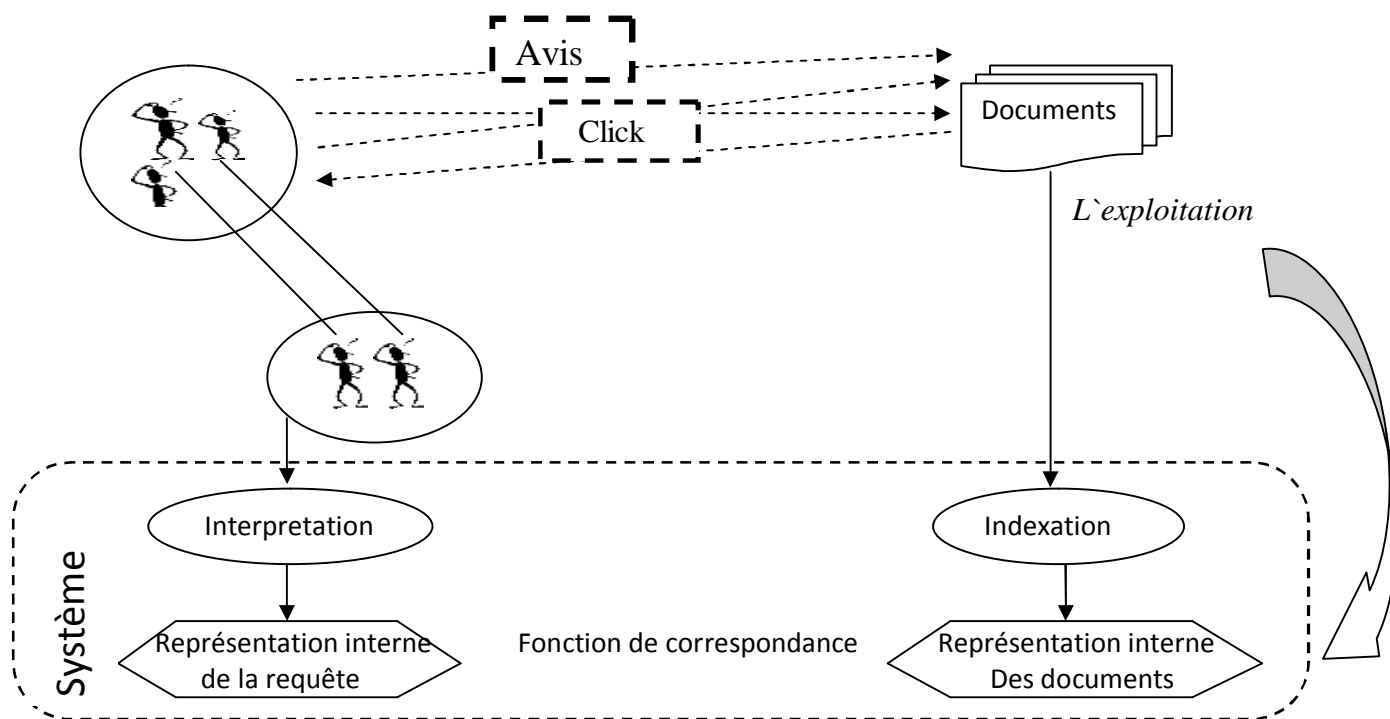 Avis
Click
Documents
L`exploitation
Système
Interpretation
Indexation
Représentation interne
de la requête
Fonction de correspondance
Représentation interne
Des documents